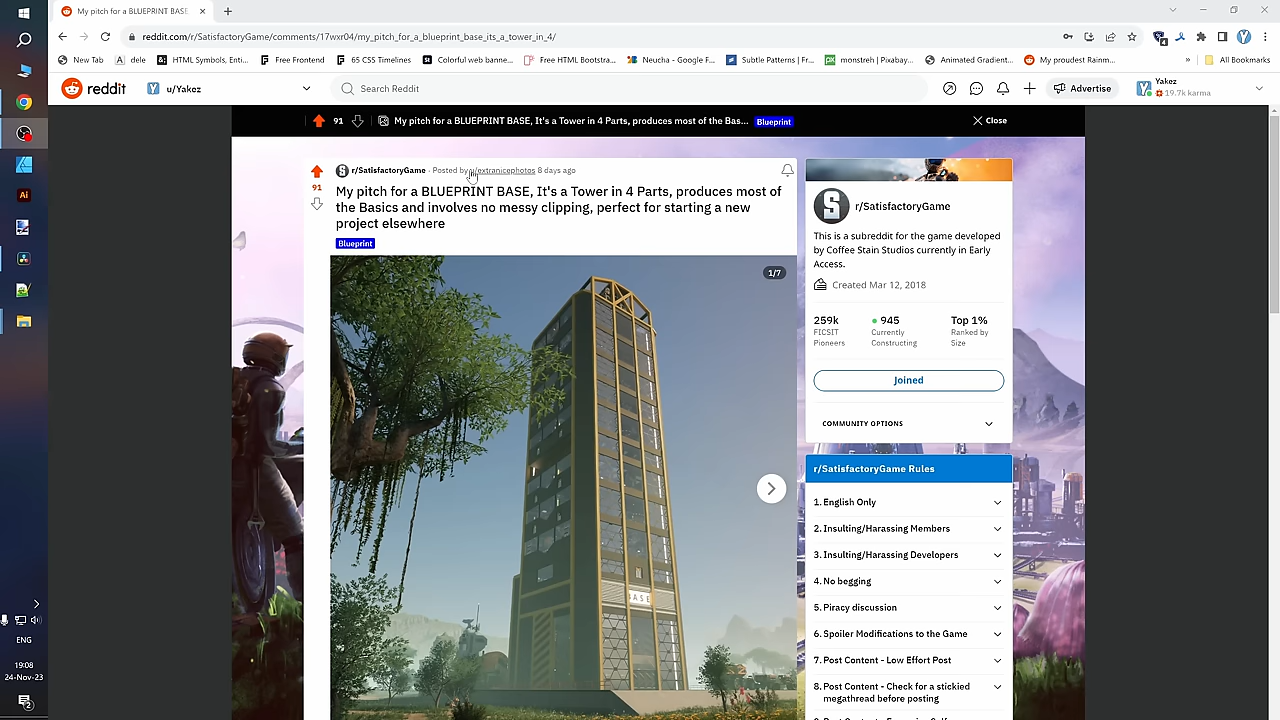 My pitch for a BLUEPRINT BASE
reddit.com/r/SatisfactoryGame/comments/17wxr04/my_pitch_for_a_blueprint_base_its_a_tower_in_4/
New Tab
dele
HTML Symbols, Enti...
Free Frontend
65 CSS Timelines
Colorful web banne...
Free HTML Bootstra...
Neucha - Google F...
Subtle Patterns | Fr...
monstreh | Pixabay...
Animated Gradient...
My proudest Rainm...
»
All Bookmarks
reddit
u/Yakez
Search Reddit
Advertise
Yakez
19.7k karma
91
My pitch for a BLUEPRINT BASE, It's a Tower in 4 Parts, produces most of the Bas...
Blueprint
Close
r/SatisfactoryGame · Posted by u/extranicephotos 8 days ago
91
My pitch for a BLUEPRINT BASE, It's a Tower in 4 Parts, produces most of
the Basics and involves no messy clipping, perfect for starting a new
project elsewhere
Blueprint
1/7
BASE
r/SatisfactoryGame
This is a subreddit for the game developed
by Coffee Stain Studios currently in Early
Access.
Created Mar 12, 2018
259k
FICSIT
Pioneers
945
Currently
Constructing
Top 1%
Ranked by
Size
Joined
COMMUNITY OPTIONS
r/SatisfactoryGame Rules
1. English Only
2. Insulting/Harassing Members
3. Insulting/Harassing Developers
4. No begging
5. Piracy discussion
6. Spoiler Modifications to the Game
7. Post Content - Low Effort Post
8. Post Content - Check for a stickied
megathread before posting
Ai
ENG
19:08
24-Nov-23